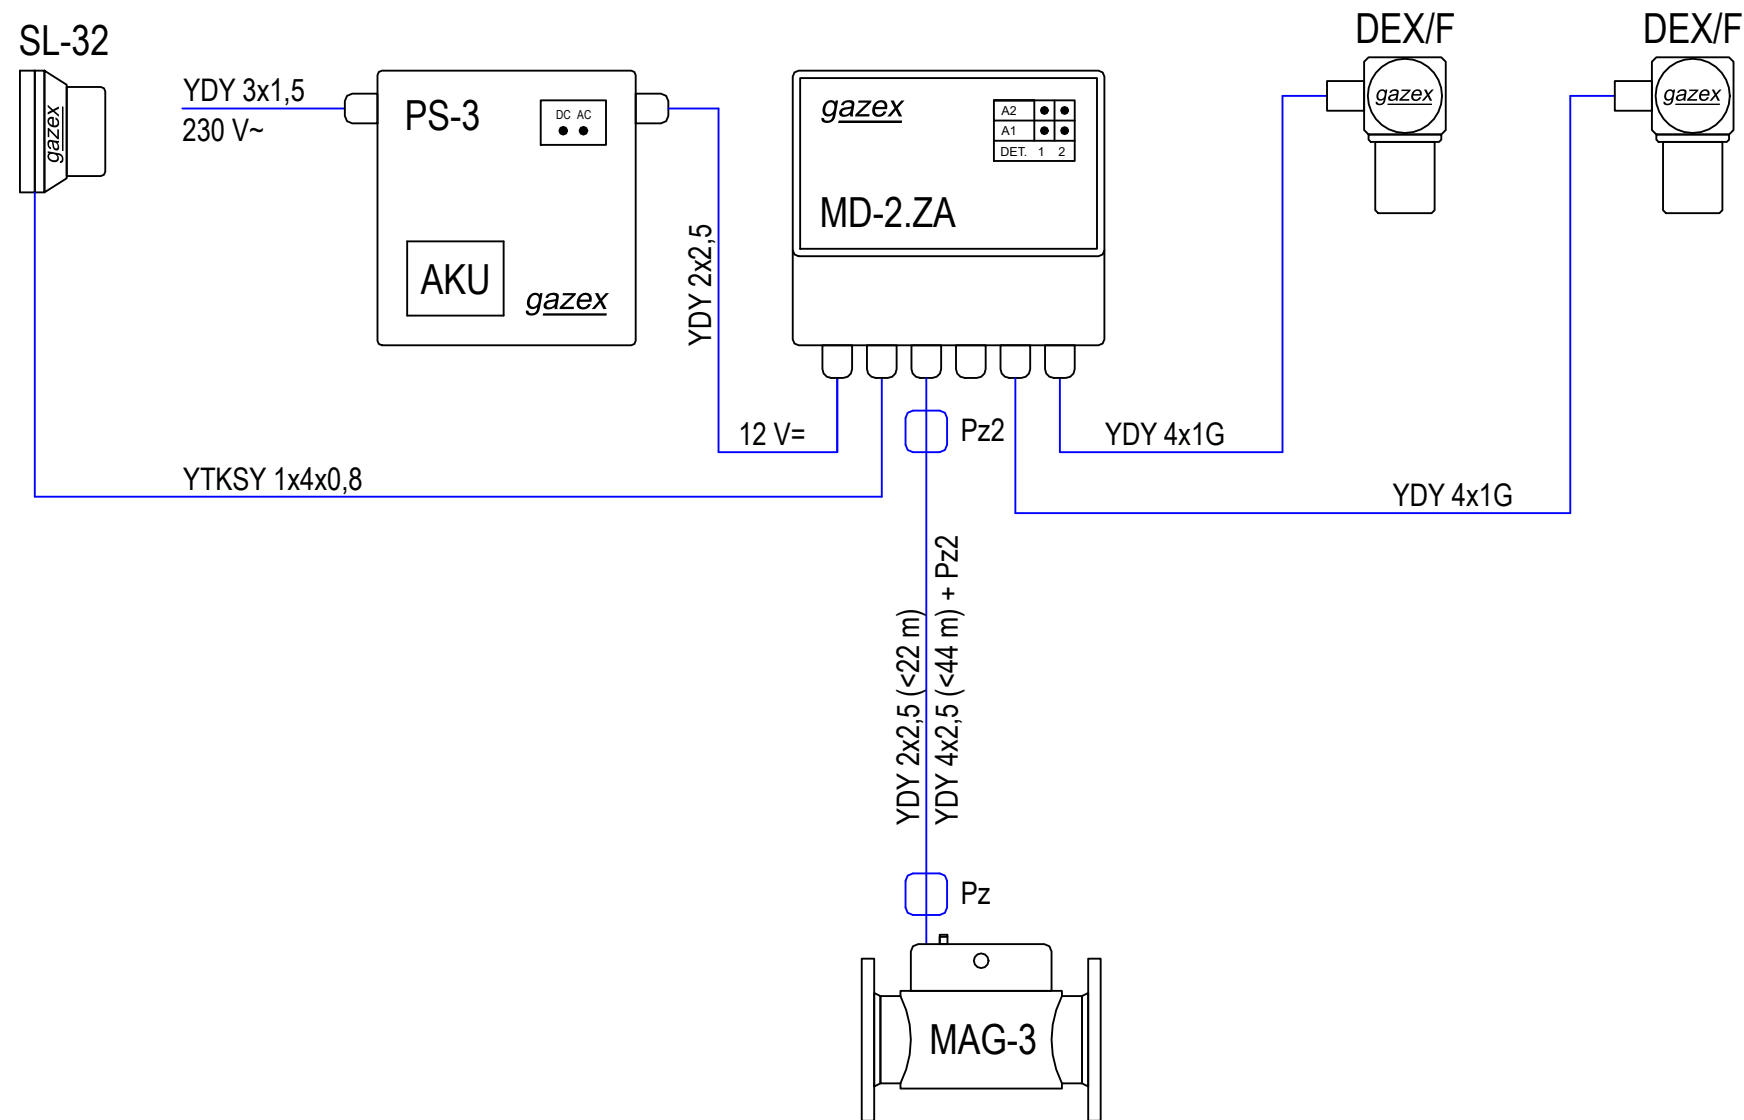 SL-32
gazex
YDY 3x1,5
230 V~
PS-3
DC AC
AKU
gazex
YDY 2x2,5
12 V=
gazex
A2
A1
DET. 1 2
MD-2.ZA
DEX/F
gazex
DEX/F
gazex
Pz2
YDY 4x1G
YDY 4x1G
YTKSY 1x4x0,8
YDY 2x2,5 (<22 m)
YDY 4x2,5 (<44 m) + Pz2
Pz
MAG-3